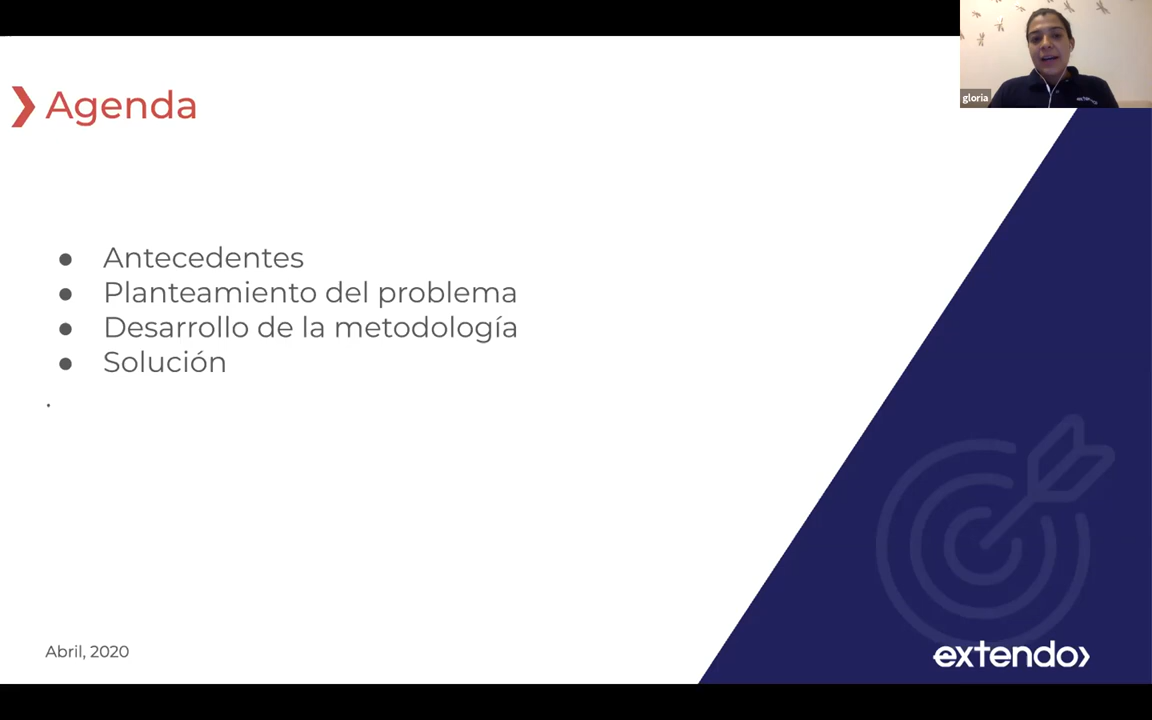 gloria
Agenda
● Antecedentes
● Planteamiento del problema
● Desarrollo de la metodología
● Solución
.
Abril, 2020
extendo